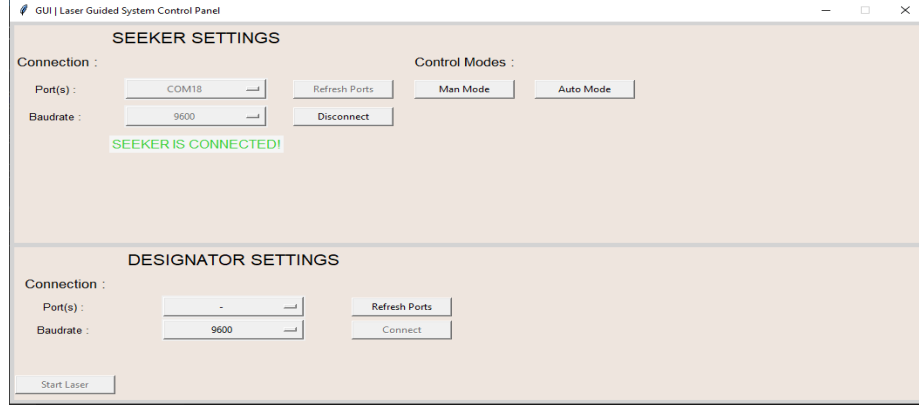 GUI | Laser Guided System Control Panel
SEEKER SETTINGS
Connection : Control Modes :
Port(s) : COM18 Refresh Ports Man Mode Auto Mode
Baudrate : 9600 Disconnect
SEEKER IS CONNECTED!
DESIGNATOR SETTINGS
Connection :
Port(s) : - Refresh Ports
Baudrate : 9600 Connect
Start Laser